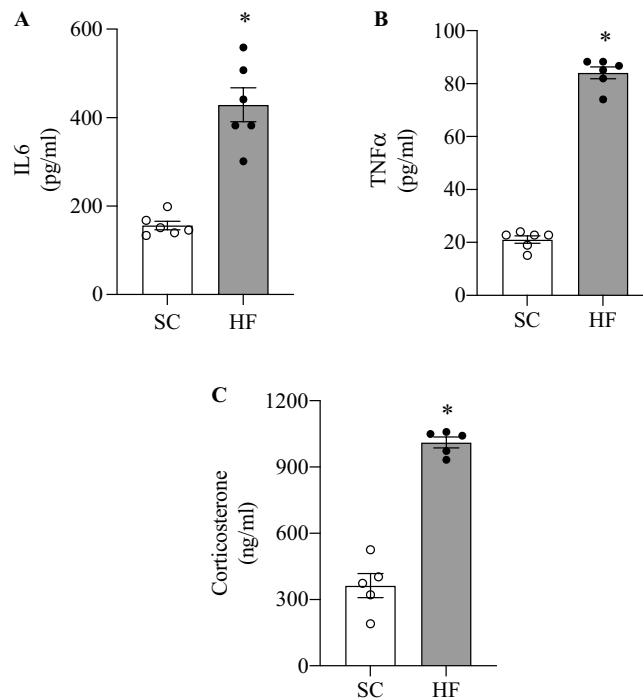 A
*
600
400
200
0
IL6
(pg/ml)
SC HF
B
*
100
80
60
40
20
0
TNFα
(pg/ml)
SC HF
C
*
1200
900
600
300
0
Corticosterone
(ng/ml)
SC HF